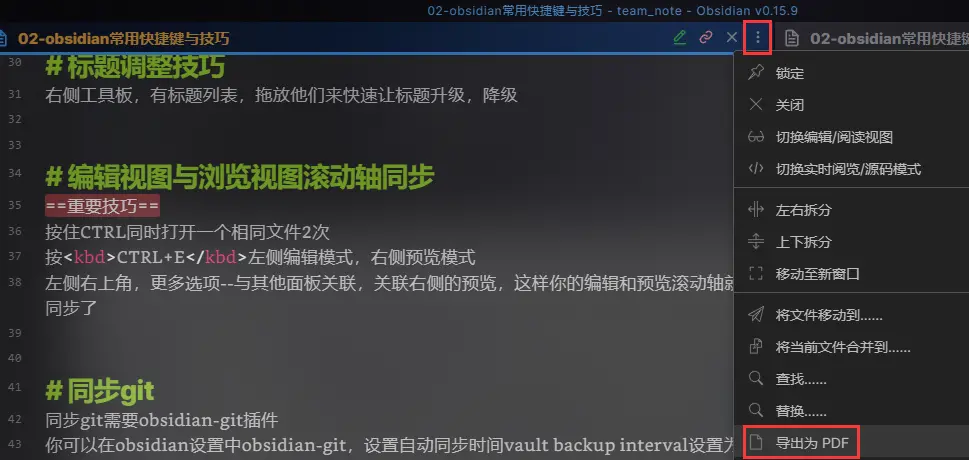 02-obsidian常用快捷键与技巧 - team_note - Obsidian v0.15.9
02-obsidian常用快捷键与技巧
02-obsidian常用快捷键
30 # 标题调整技巧
31 右侧工具板，有标题列表，拖放他们来快速让标题升级，降级
32
33
34 # 编辑视图与浏览视图滚动轴同步
35 ==重要技巧==
36 按住CTRL同时打开一个相同文件2次
37 按<kbd>CTRL+E</kbd>左侧编辑模式，右侧预览模式
38 左侧右上角，更多选项--与其他面板关联，关联右侧的预览，这样你的编辑和预览滚动轴就
同步了
39
40
41 # 同步git
42 同步git需要obsidian-git插件
43 你可以在obsidian设置中obsidian-git，设置自动同步时间vault backup interval设置为
锁定
关闭
切换编辑/阅读视图
切换实时阅览/源码模式
左右拆分
上下拆分
移动至新窗口
将文件移动到......
将当前文件合并到......
查找......
替换......
导出为 PDF